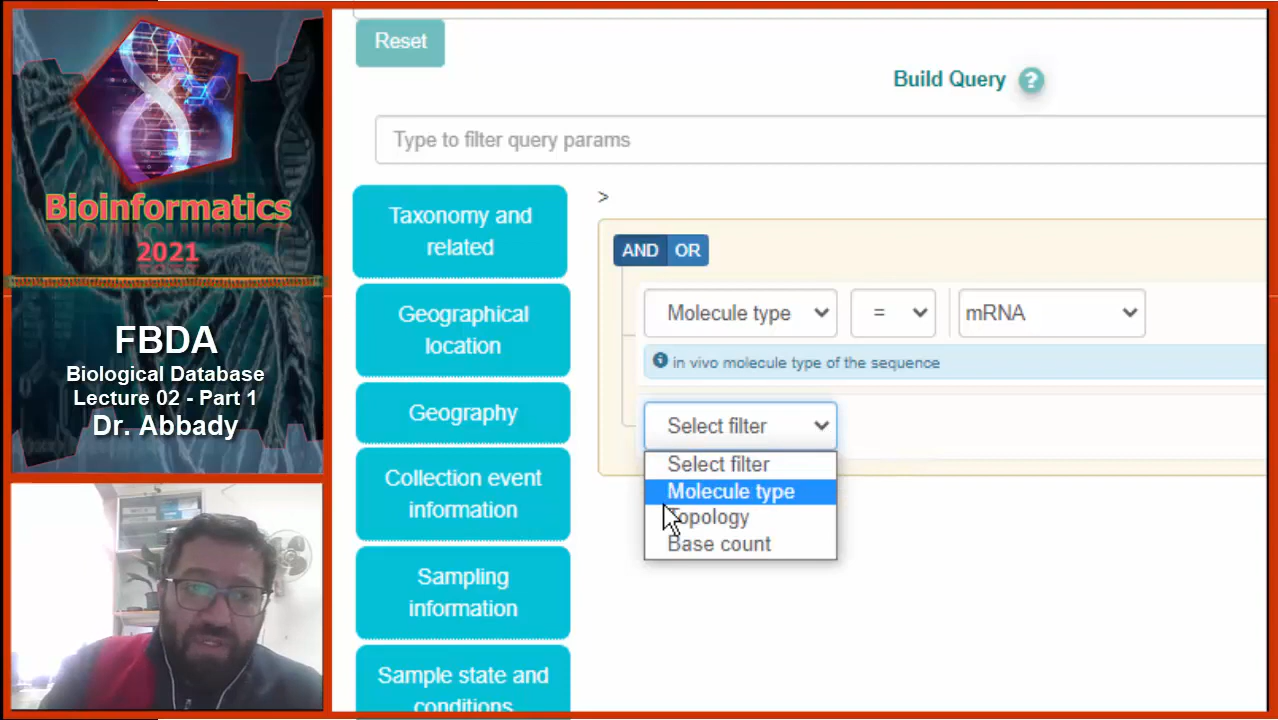 Bioinformatics
2021
FBDA
Biological Database
Lecture 02 - Part 1
Dr. Abbady
Reset
Build Query ?
Type to filter query params
Taxonomy and
related
Geographical
location
Geography
Collection event
information
Sampling
information
Sample state and
conditions
>
AND OR
Molecule type = mRNA
in vivo molecule type of the sequence
Select filter
Select filter
Molecule type
Topology
Base count